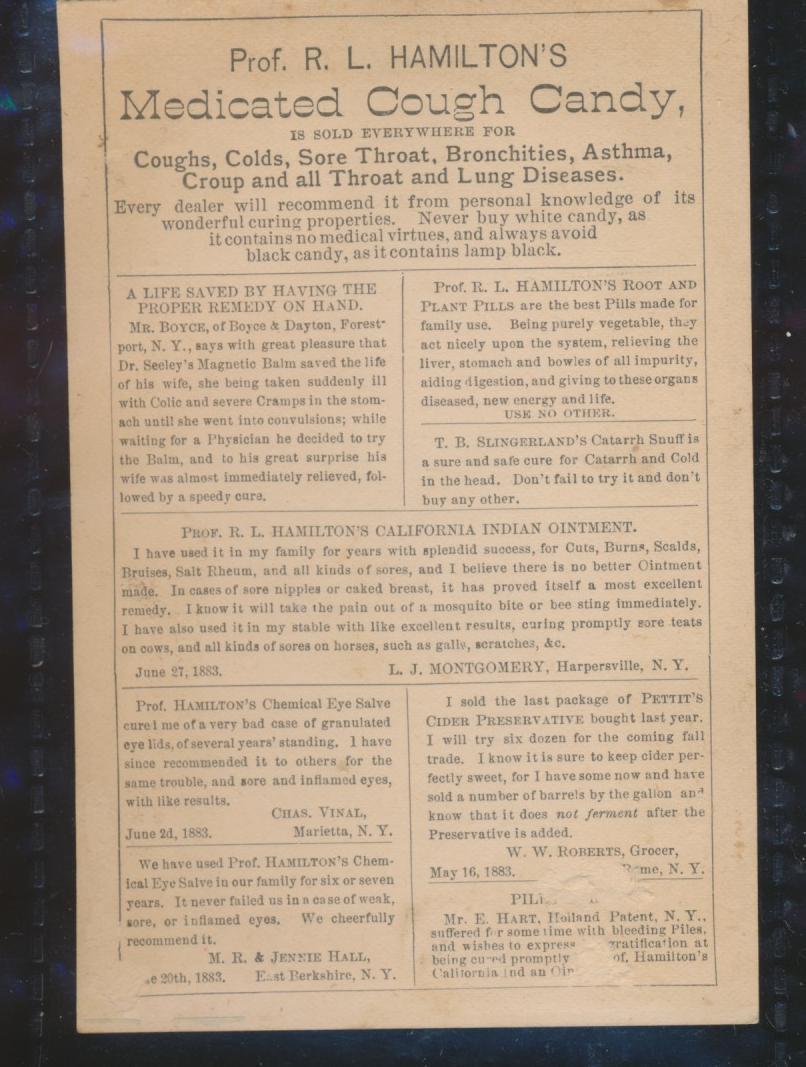 Prof. R. L. HAMILTON'S
Medicated Cough Candy,
IS SOLD EVERYWHERE FOR
Coughs, Colds, Sore Throat, Bronchities, Asthma,
Croup and all Throat and Lung Diseases.
Every dealer will recommend it from personal knowledge of its
wonderful curing properties. Never buy white candy, as
it contains no medical virtues, and always avoid
black candy, as it contains lamp black.
A LIFE SAVED BY HAVING THE
PROPER REMEDY ON HAND.
MR. BOYCE, of Boyce & Dayton, Forest-
port, N. Y., says with great pleasure that
Dr. Seeley's Magnetic Balm saved the life
of his wife, she being taken suddenly ill
with Colic and severe Cramps in the stom-
ach until she went into convulsions; while
waiting for a Physician he decided to try
the Balm, and to his great surprise his
wife was almost immediately relieved, fol-
lowed by a speedy cure.
Prof. R. L. HAMILTON'S ROOT AND
PLANT PILLS are the best Pills made for
family use. Being purely vegetable, they
act nicely upon the system, relieving the
liver, stomach and bowles of all impurity,
aiding digestion, and giving to these organs
diseased, new energy and life.
USE NO OTHER.
T. B. SLINGERLAND'S Catarrh Snuff is
a sure and safe cure for Catarrh and Cold
in the head. Don't fail to try it and don't
buy any other.
PROF. R. L. HAMILTON'S CALIFORNIA INDIAN OINTMENT.
I have used it in my family for years with splendid success, for Cuts, Burns, Scalds,
Bruises, Salt Rheum, and all kinds of sores, and I believe there is no better Ointment
made. In cases of sore nipples or caked breast, it has proved itself a most excellent
remedy. I know it will take the pain out of a mosquito bite or bee sting immediately.
I have also used it in my stable with like excellent results, curing promptly sore teats
on cows, and all kinds of sores on horses, such as galls, scratches, &c.
June 27, 1883. L. J. MONTGOMERY, Harpersville, N. Y.
Prof. HAMILTON'S Chemical Eye Salve
cured me of a very bad case of granulated
eye lids, of several years' standing. I have
since recommended it to others for the
same trouble, and sore and inflamed eyes,
with like results.
CHAS. VINAL,
June 2d, 1883. Marietta, N. Y.
We have used Prof. HAMILTON'S Chem-
ical Eye Salve in our family for six or seven
years. It never failed us in a case of weak,
sore, or inflamed eyes. We cheerfully
recommend it.
M. R. & JENNIE HALL,
e 20th, 1883. East Berkshire, N. Y.
I sold the last package of PETTIT'S
CIDER PRESERVATIVE bought last year.
I will try six dozen for the coming fall
trade. I know it is sure to keep cider per-
fectly sweet, for I have some now and have
sold a number of barrels by the gallon and
know that it does not ferment after the
Preservative is added.
W. W. ROBERTS, Grocer,
May 16, 1883. Rome, N. Y.
Mr. E. HART, Holland Patent, N. Y.,
suffered for some time with bleeding Piles,
and wishes to express gratification at
being cured promptly of. Hamilton's
California Indian